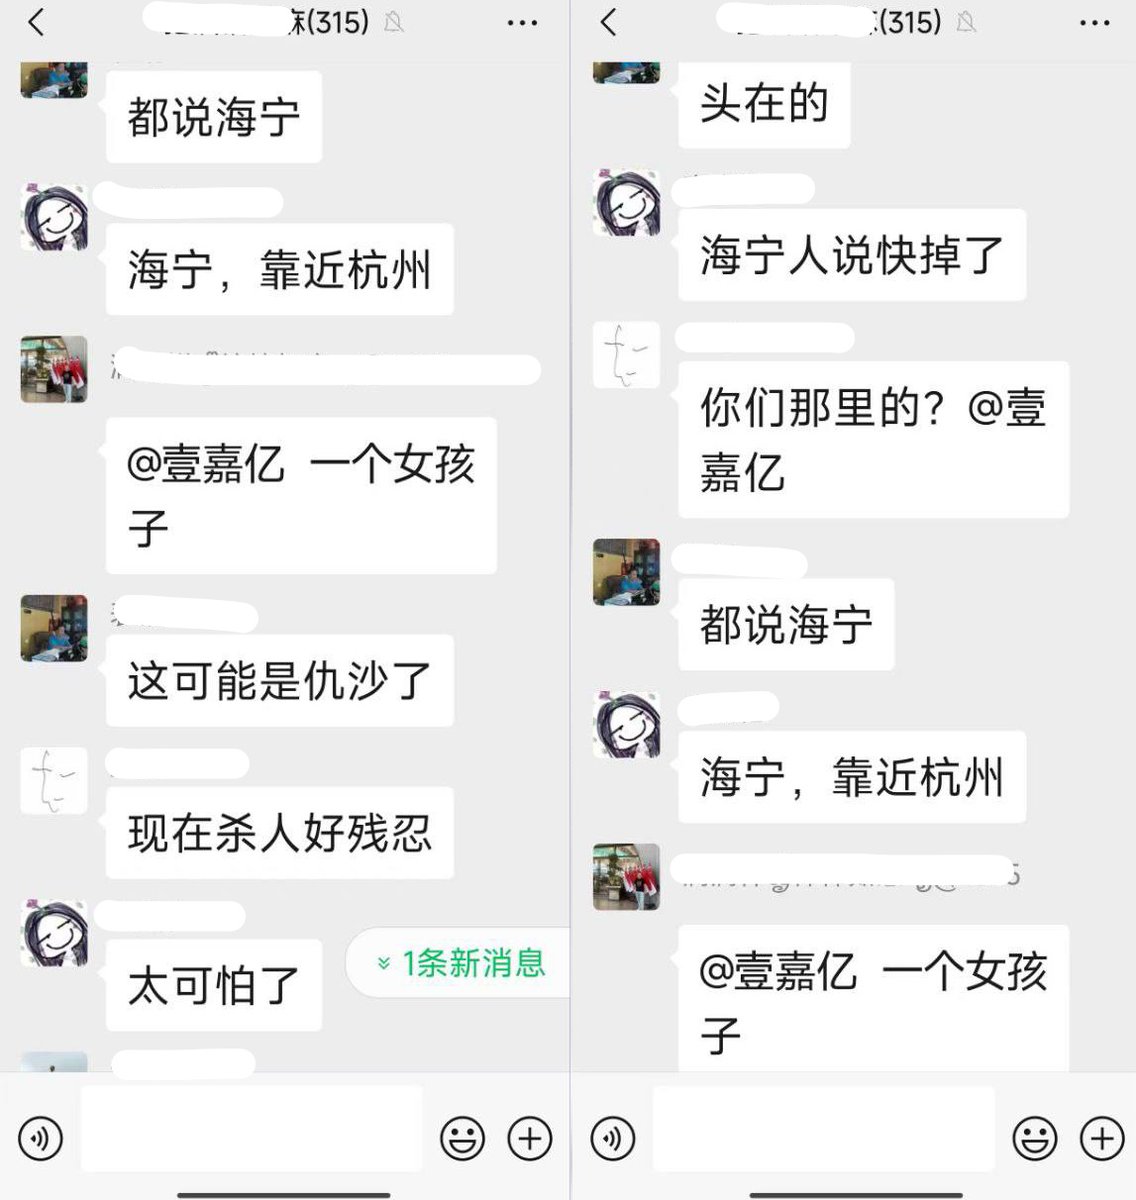 麻(315)
都说海宁
海宁，靠近杭州
@壹嘉亿 一个女孩
子
这可能是仇沙了
现在杀人好残忍
太可怕了
1条新消息
(315)
头在的
海宁人说快掉了
你们那里的？@壹
嘉亿
都说海宁
海宁，靠近杭州
@壹嘉亿 一个女孩
子